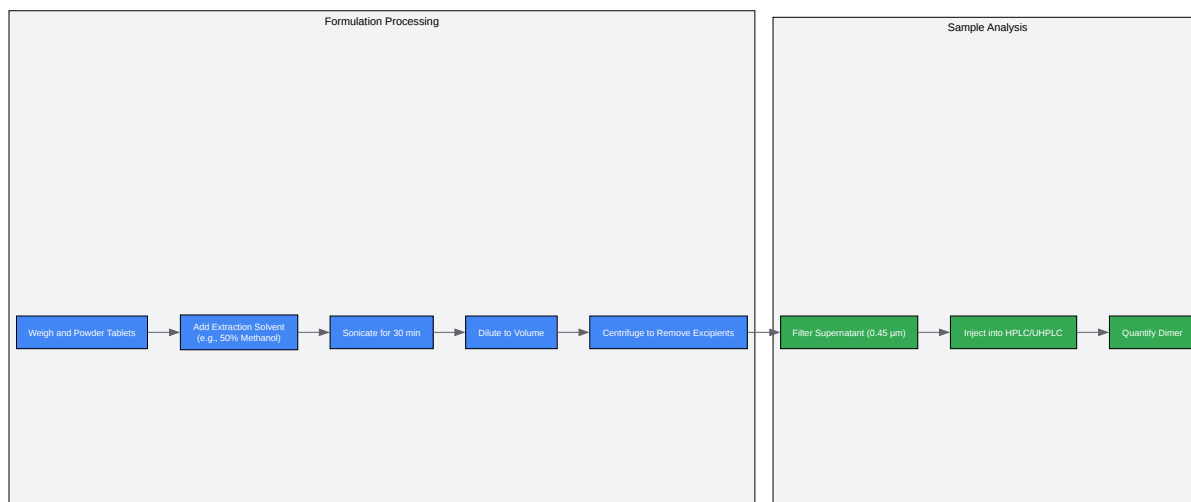 Formulation Processing
Sample Analysis
Weigh and Powder Tablets
Add Extraction Solvent
(e.g., 50% Methanol)
Sonicate for 30 min
Dilute to Volume
Centrifuge to Remove Excipients
Filter Supernatant (0.45 µm)
Inject into HPLC/UHPLC
Quantify Dimer